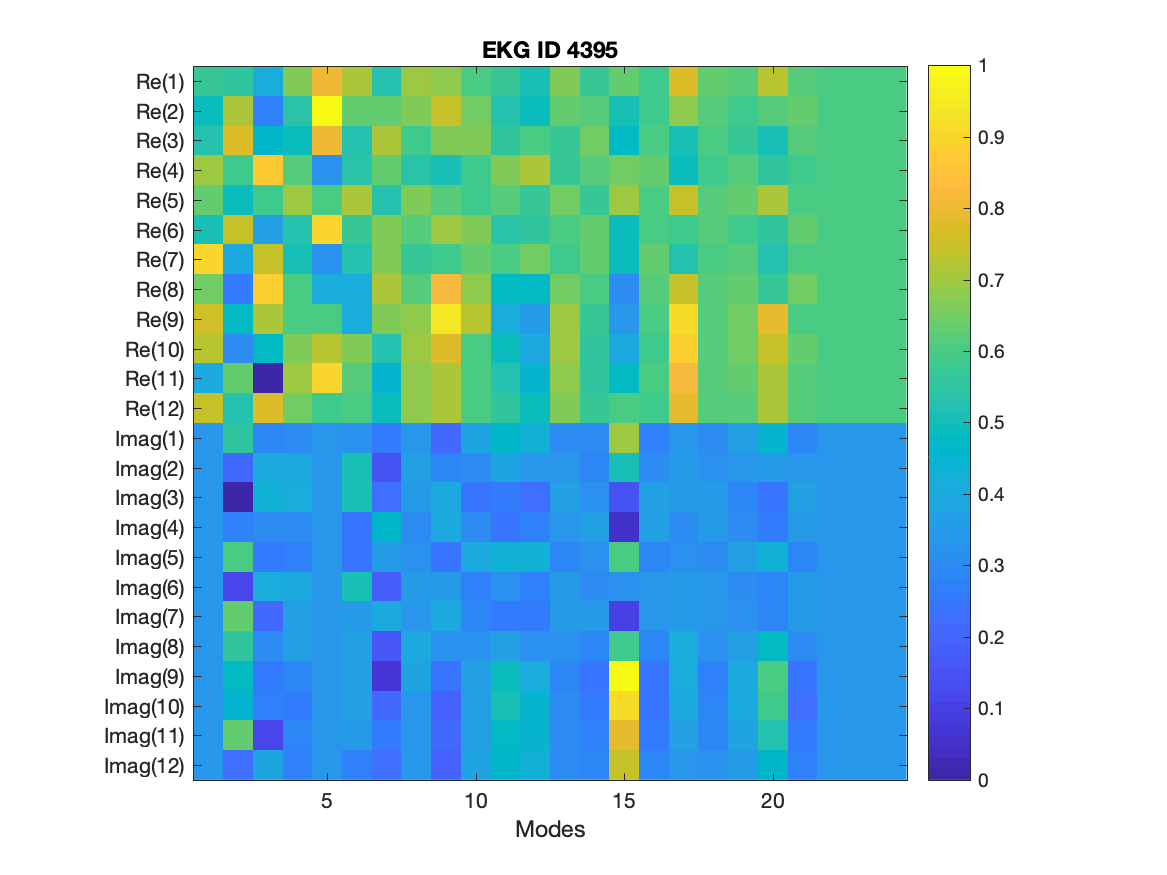 EKG ID 4395
Re(1)
Re(2)
Re(3)
Re(4)
Re(5)
Re(6)
Re(7)
Re(8)
Re(9)
Re(10)
Re(11)
Re(12)
Imag(1)
Imag(2)
Imag(3)
Imag(4)
Imag(5)
Imag(6)
Imag(7)
Imag(8)
Imag(9)
Imag(10)
Imag(11)
Imag(12)
5 10 15 20
Modes
1
0.9
0.8
0.7
0.6
0.5
0.4
0.3
0.2
0.1
0